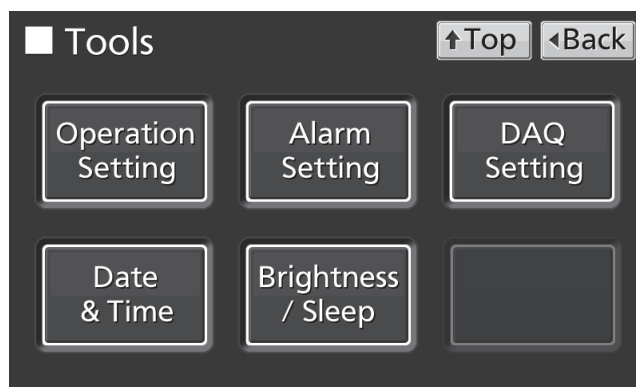 Tools
Top
Back
Operation
Setting
Alarm
Setting
DAQ
Setting
Date
& Time
Brightness
/ Sleep